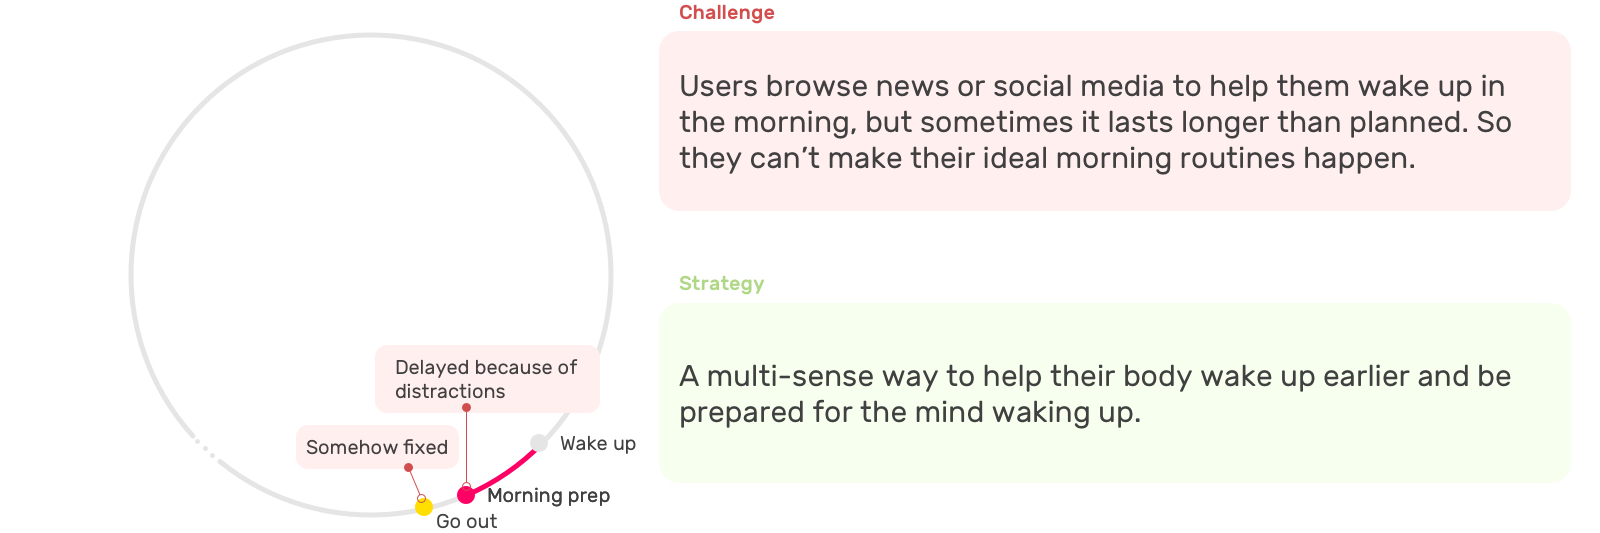 Challenge
Users browse news or social media to help them wake up in
the morning, but sometimes it lasts longer than planned. So
they can’t make their ideal morning routines happen.
Strategy
A multi-sense way to help their body wake up earlier and be
prepared for the mind waking up.
Delayed because of
distractions
Somehow fixed
Wake up
Morning prep
Go out